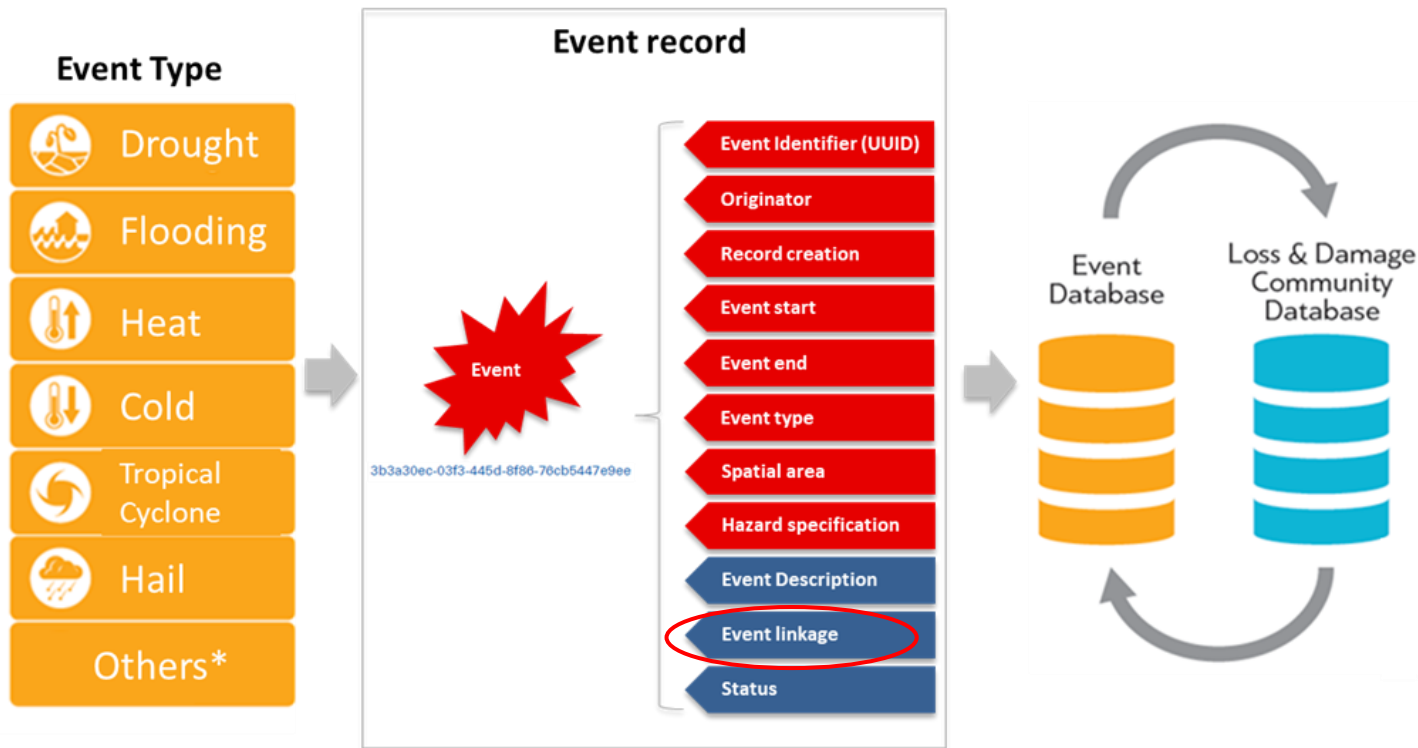 Event Type
Drought
Flooding
Heat
Cold
Tropical
Cyclone
Hail
Others*
Event record
Event
3b3a30ec-03f3-445d-8f86-76cb5447e9ee
Event Identifier (UUID)
Originator
Record creation
Event start
Event end
Event type
Spatial area
Hazard specification
Event Description
Event linkage
Status
Event
Database
Loss & Damage
Community
Database